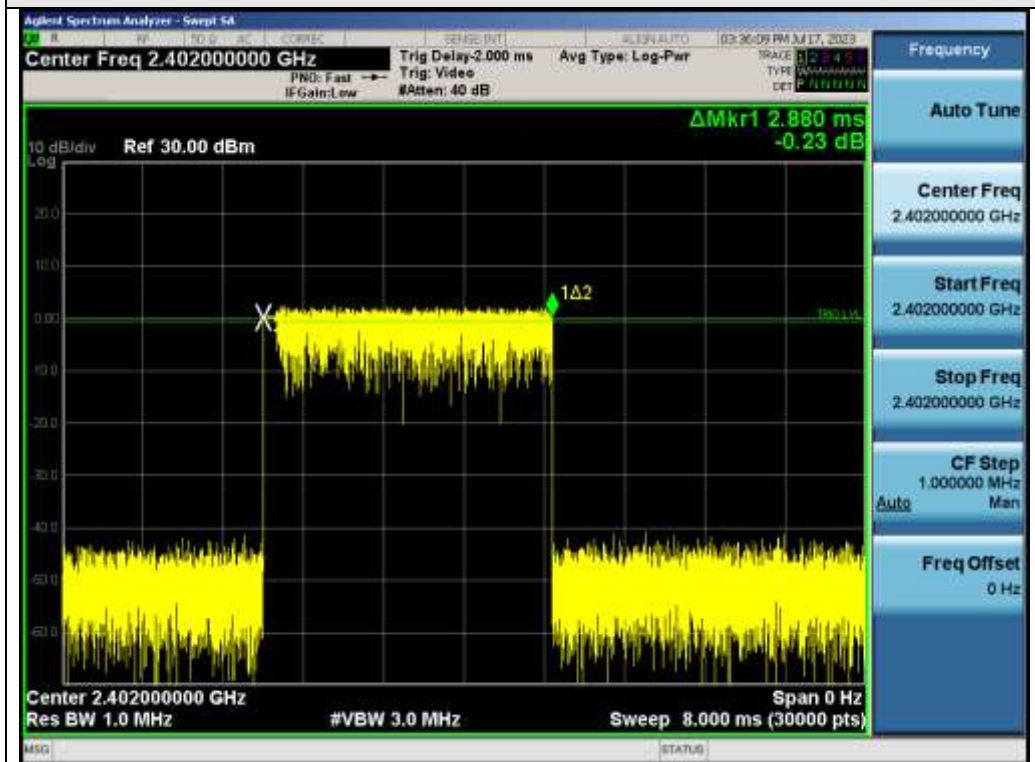 Agilent Spectrum Analyzer - Swept SA
RF 50 Ω AC CORREC SENSE:INT ALIGN AUTO 03:36:09 PM Jul 17, 2023
Center Freq 2.402000000 GHz
PNO: Fast
IFGain:Low
Trig Delay-2.000 ms
Trig: Video
#Atten: 40 dB
Avg Type: Log-Pwr
TRACE 1 2 3 4 5 6
TYPE
DET P N N N N N
ΔMkr1 2.880 ms
-0.23 dB
10 dB/div Ref 30.00 dBm
Log
20.0
10.0
0.00
-10.0
-20.0
-30.0
-40.0
-50.0
-60.0
1Δ2
TRIG LVL
Center 2.402000000 GHz
Span 0 Hz
Res BW 1.0 MHz
#VBW 3.0 MHz
Sweep 8.000 ms (30000 pts)
MSG
STATUS
Frequency
Auto Tune
Center Freq
2.402000000 GHz
Start Freq
2.402000000 GHz
Stop Freq
2.402000000 GHz
CF Step
1.000000 MHz
Auto Man
Freq Offset
0 Hz